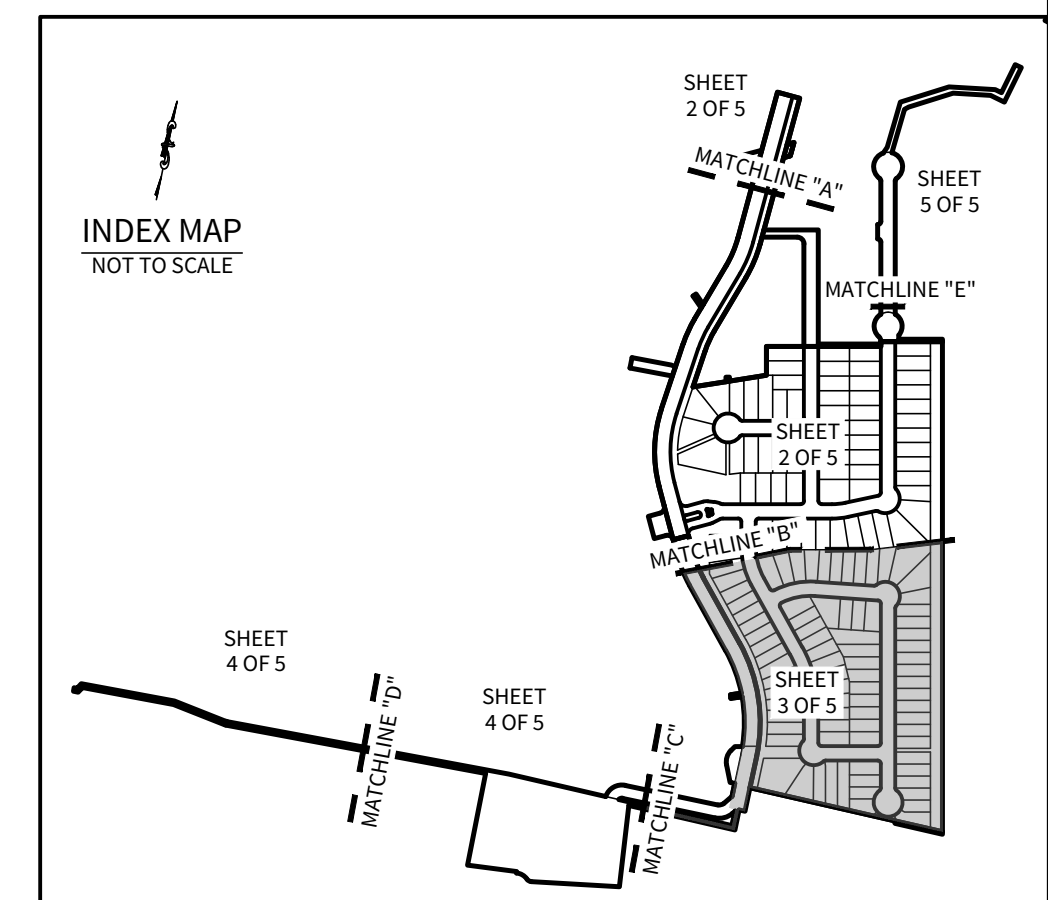 SHEET
2 OF 5
MATCHLINE "A"
SHEET
5 OF 5
INDEX MAP
NOT TO SCALE
MATCHLINE "E"
SHEET
2 OF 5
MATCHLINE "B"
SHEET
4 OF 5
SHEET
3 OF 5
SHEET
4 OF 5
MATCHLINE "D"
MATCHLINE "C"